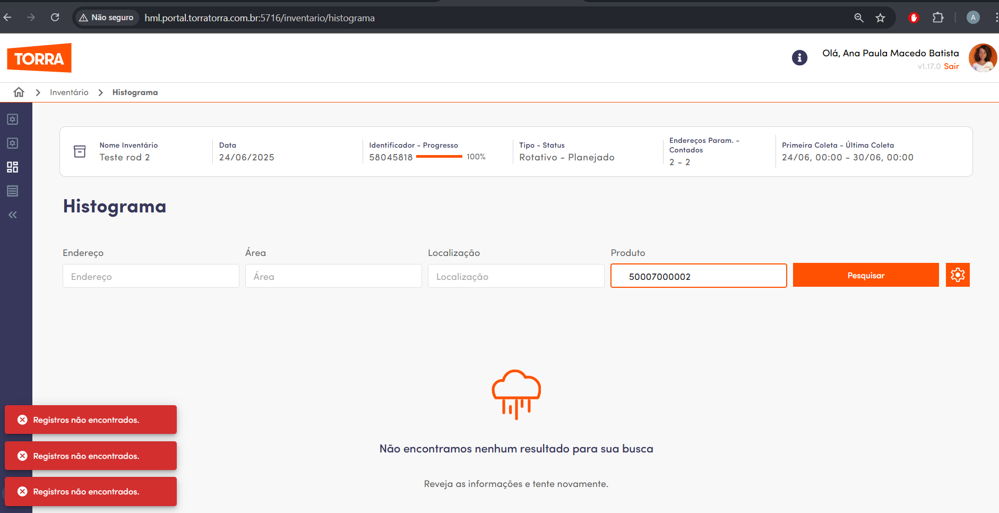 Não seguro
hml.portal.torratorra.com.br:5716/inventario/histograma
A
TORRA
Olá, Ana Paula Macedo Batista
v1.17.0 Sair
Inventário
Histograma
Nome Inventário
Teste rod 2
Data
24/06/2025
Identificador - Progresso
58045818 100%
Tipo - Status
Rotativo - Planejado
Endereços Param. -
Contados
2 - 2
Primeira Coleta - Última Coleta
24/06, 00:00 - 30/06, 00:00
Histograma
Endereço
Área
Localização
Produto
Endereço
Área
Localização
50007000002
Pesquisar
Não encontramos nenhum resultado para sua busca
Reveja as informações e tente novamente.
Registros não encontrados.
Registros não encontrados.
Registros não encontrados.